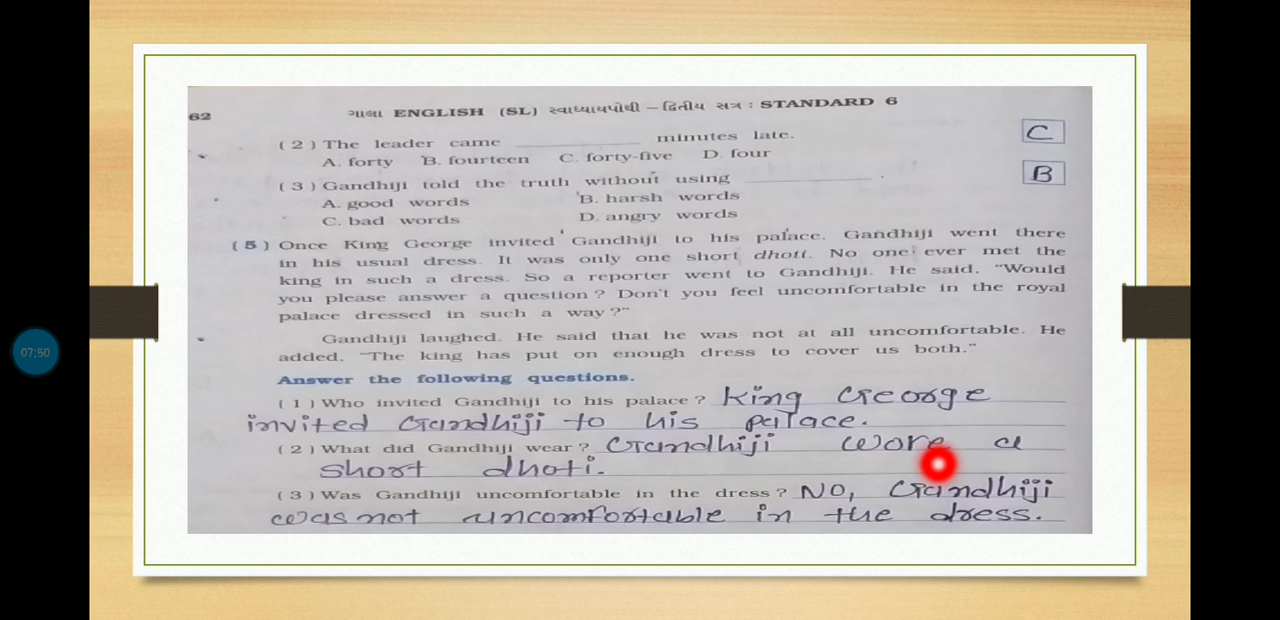 62 ગાલા ENGLISH (SL) સ્વાધ્યાયપોથી – દ્વિતીય સત્ર : STANDARD 6
( 2 ) The leader came __________ minutes late. C
A. forty B. fourteen C. forty-five D. four
( 3 ) Gandhiji told the truth without using __________ . B
A. good words B. harsh words
C. bad words D. angry words
( 5 ) Once King George invited Gandhiji to his palace. Gandhiji went there
in his usual dress. It was only one short dhoti. No one ever met the
king in such a dress. So a reporter went to Gandhiji. He said. "Would
you please answer a question ? Don't you feel uncomfortable in the royal
palace dressed in such a way ?"
Gandhiji laughed. He said that he was not at all uncomfortable. He
added. "The king has put on enough dress to cover us both."
Answer the following questions.
( 1 ) Who invited Gandhiji to his palace ? King George
invited Gandhiji to his palace.
( 2 ) What did Gandhiji wear ? Gandhiji wore a
short dhoti.
( 3 ) Was Gandhiji uncomfortable in the dress ? NO, Gandhiji
was not uncomfortable in the dress.
07:50